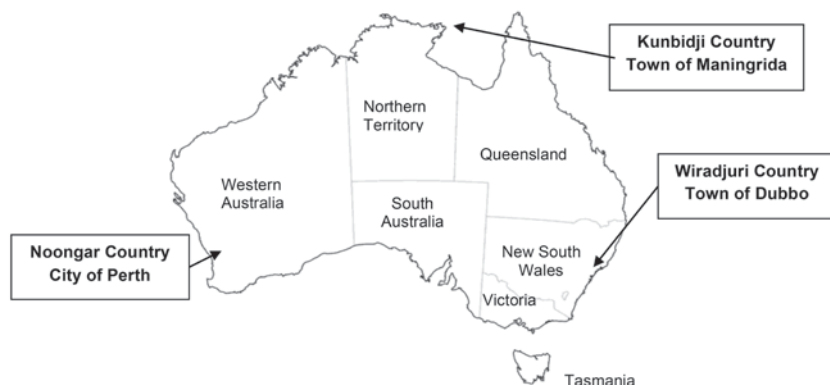 Kunbidji Country
Town of Maningrida
Northern
Territory
Queensland
Wiradjuri Country
Town of Dubbo
Western
Australia
South
Australia
Noongar Country
City of Perth
New South
Wales
Victoria
Tasmania